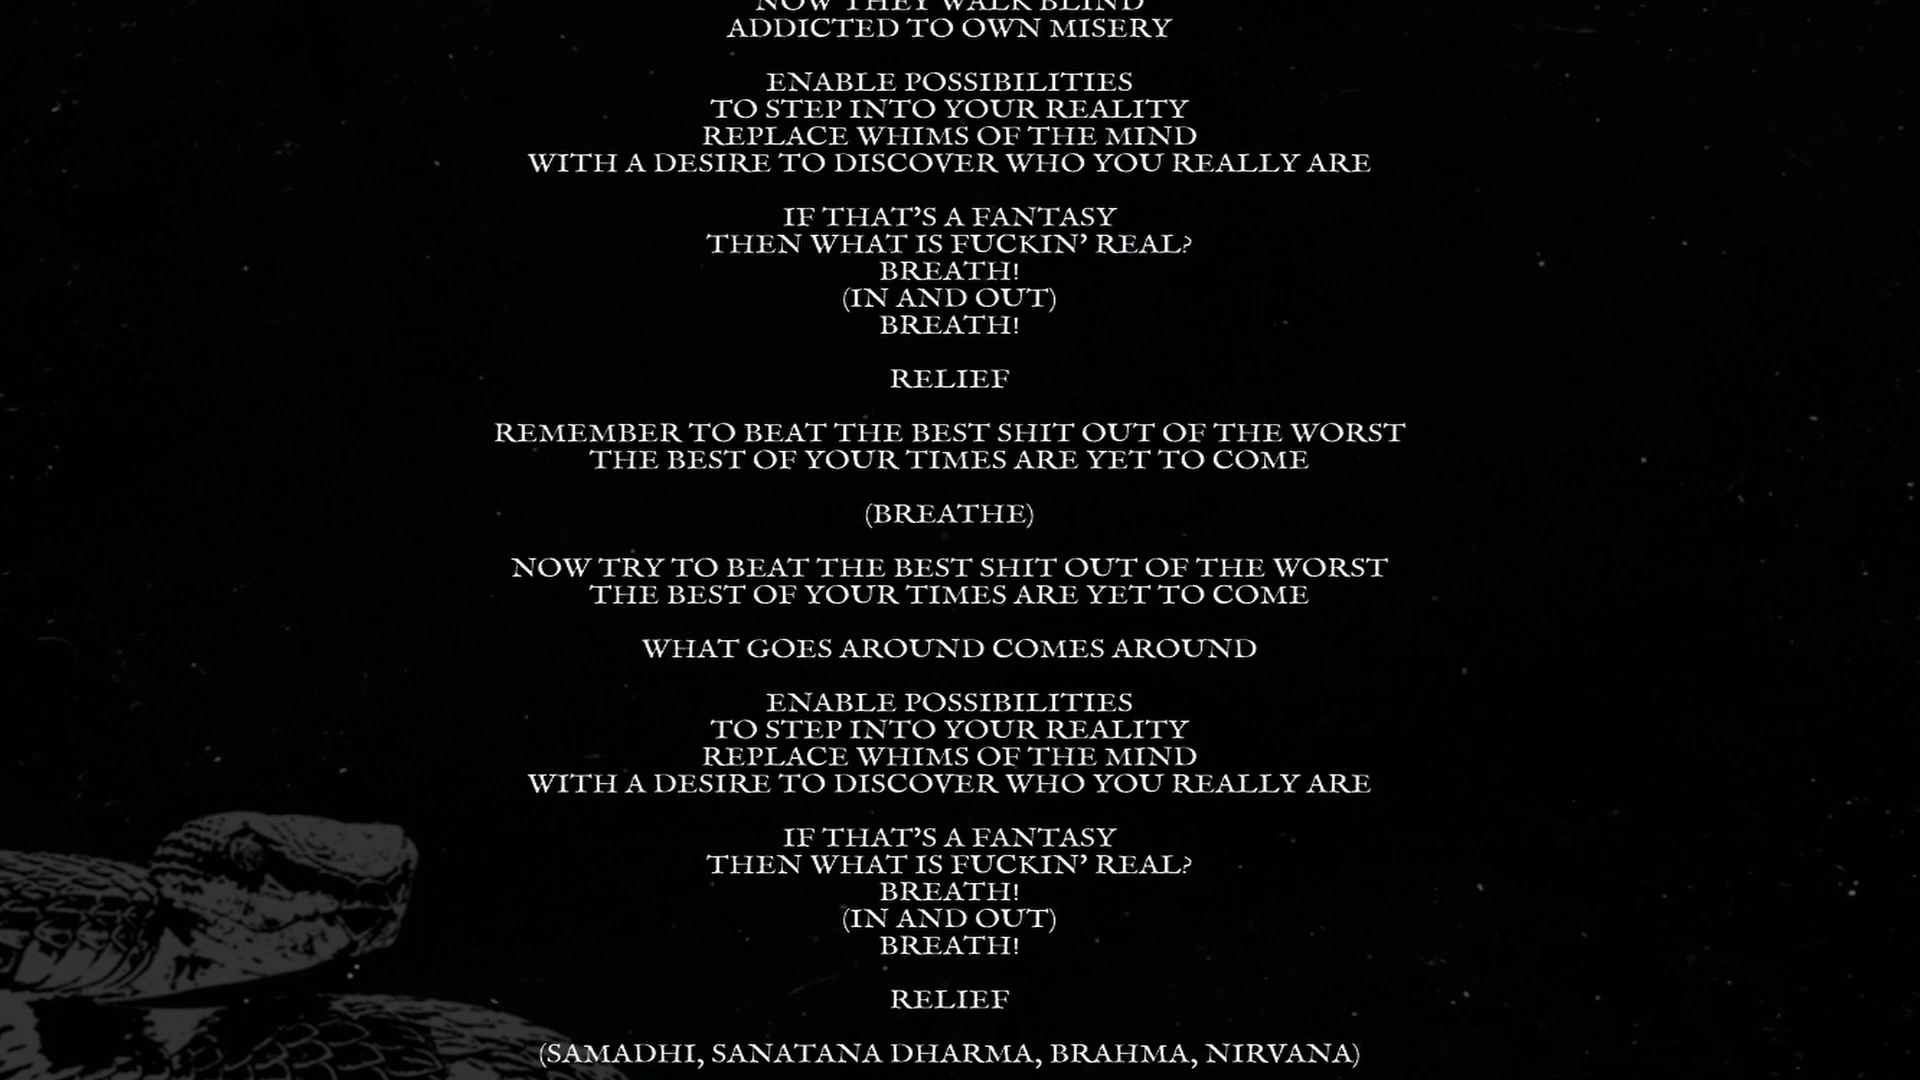 NOW THEY WALK BLIND
ADDICTED TO OWN MISERY
ENABLE POSSIBILITIES
TO STEP INTO YOUR REALITY
REPLACE WHIMS OF THE MIND
WITH A DESIRE TO DISCOVER WHO YOU REALLY ARE
IF THAT’S A FANTASY
THEN WHAT IS FUCKIN’ REAL?
BREATH!
(IN AND OUT)
BREATH!
RELIEF
REMEMBER TO BEAT THE BEST SHIT OUT OF THE WORST
THE BEST OF YOUR TIMES ARE YET TO COME
(BREATHE)
NOW TRY TO BEAT THE BEST SHIT OUT OF THE WORST
THE BEST OF YOUR TIMES ARE YET TO COME
WHAT GOES AROUND COMES AROUND
ENABLE POSSIBILITIES
TO STEP INTO YOUR REALITY
REPLACE WHIMS OF THE MIND
WITH A DESIRE TO DISCOVER WHO YOU REALLY ARE
IF THAT’S A FANTASY
THEN WHAT IS FUCKIN’ REAL?
BREATH!
(IN AND OUT)
BREATH!
RELIEF
(SAMADHI, SANATANA DHARMA, BRAHMA, NIRVANA)